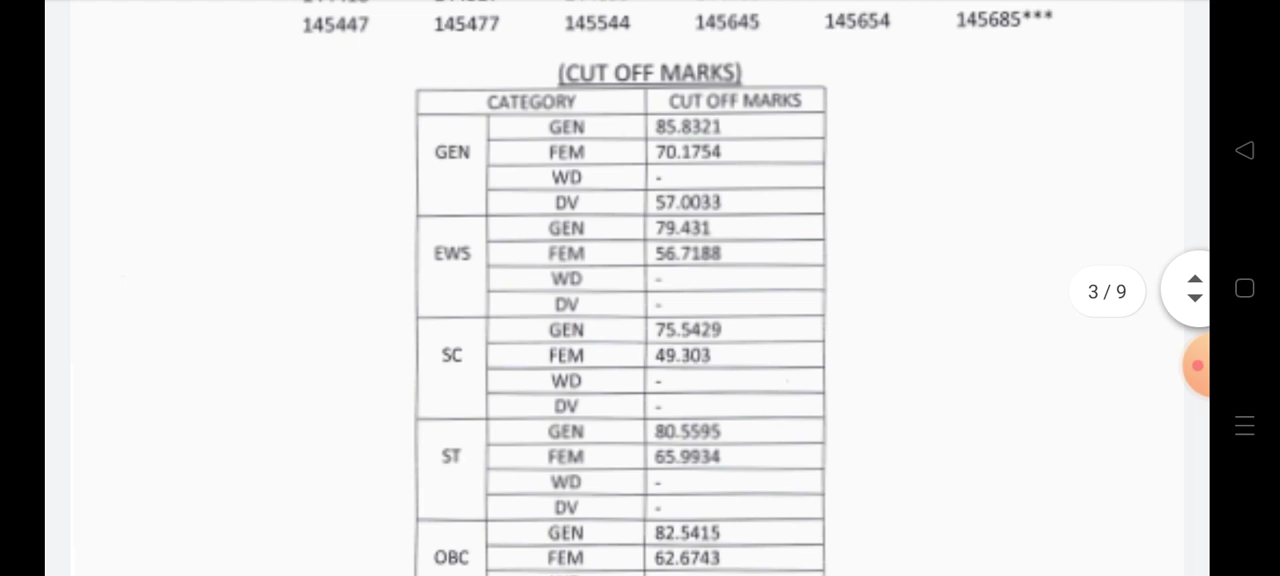 145447 145477 145544 145645 145654 145685***
(CUT OFF MARKS)
CATEGORY CUT OFF MARKS
GEN GEN 85.8321
FEM 70.1754
WD -
DV 57.0033
EWS GEN 79.431
FEM 56.7188
WD -
DV -
SC GEN 75.5429
FEM 49.303
WD -
DV -
ST GEN 80.5595
FEM 65.9934
WD -
DV -
OBC GEN 82.5415
FEM 62.6743
3 / 9